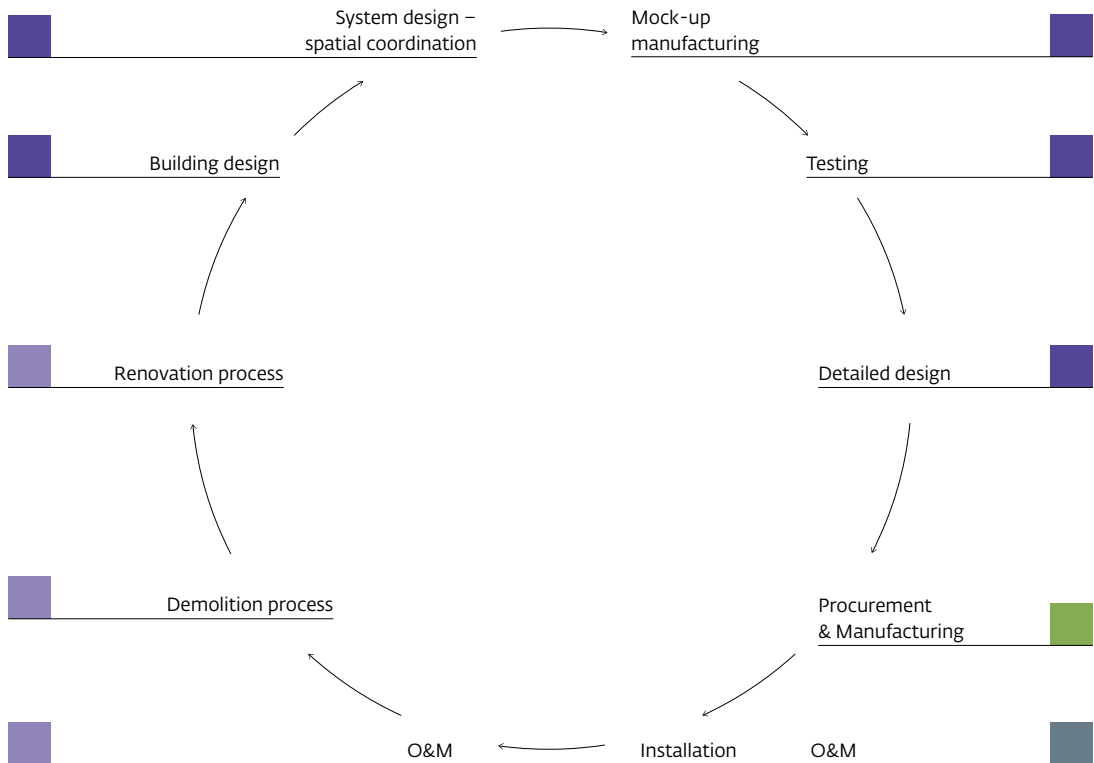 System design –
spatial coordination
Mock-up
manufacturing
Building design
Testing
Renovation process
Detailed design
Demolition process
Procurement
& Manufacturing
O&M
Installation
O&M